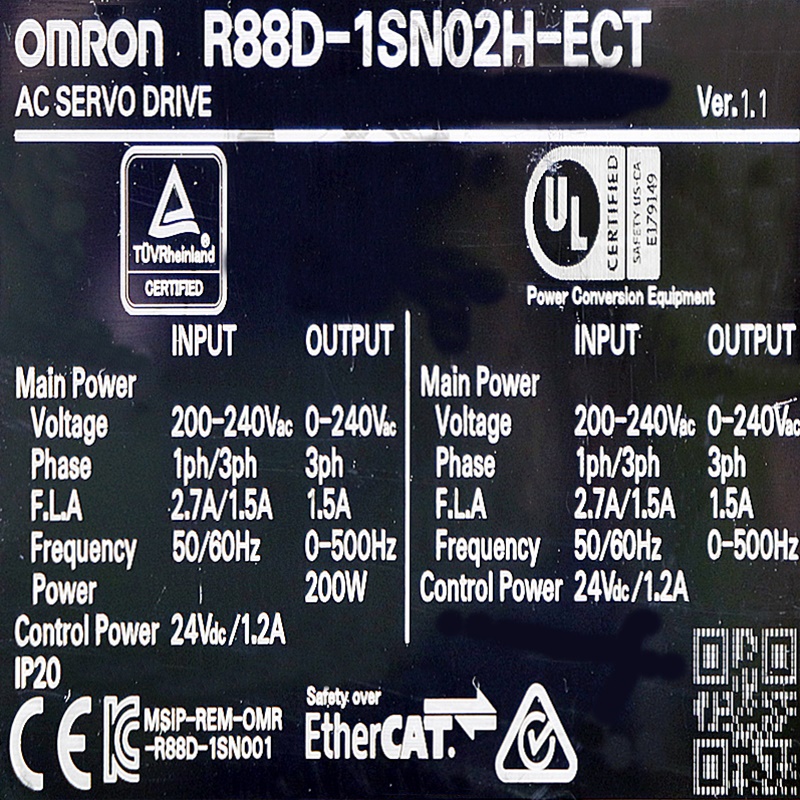 OMRON R88D-1SN02H-ECT
AC SERVO DRIVE Ver.1.1
TÜVRheinland®
CERTIFIED
UL CERTIFIED
SAFETY US-CA
E179149
Power Conversion Equipment
INPUT OUTPUT
Main Power
Voltage 200-240Vac 0-240Vac
Phase 1ph/3ph 3ph
F.L.A 2.7A/1.5A 1.5A
Frequency 50/60Hz 0-500Hz
Power 200W
Control Power 24Vdc/1.2A
IP20
INPUT OUTPUT
Main Power
Voltage 200-240Vac 0-240Vac
Phase 1ph/3ph 3ph
F.L.A 2.7A/1.5A 1.5A
Frequency 50/60Hz 0-500Hz
Control Power 24Vdc/1.2A
CE
MSIP-REM-OMR
-R88D-1SN001
Safety over
EtherCAT.